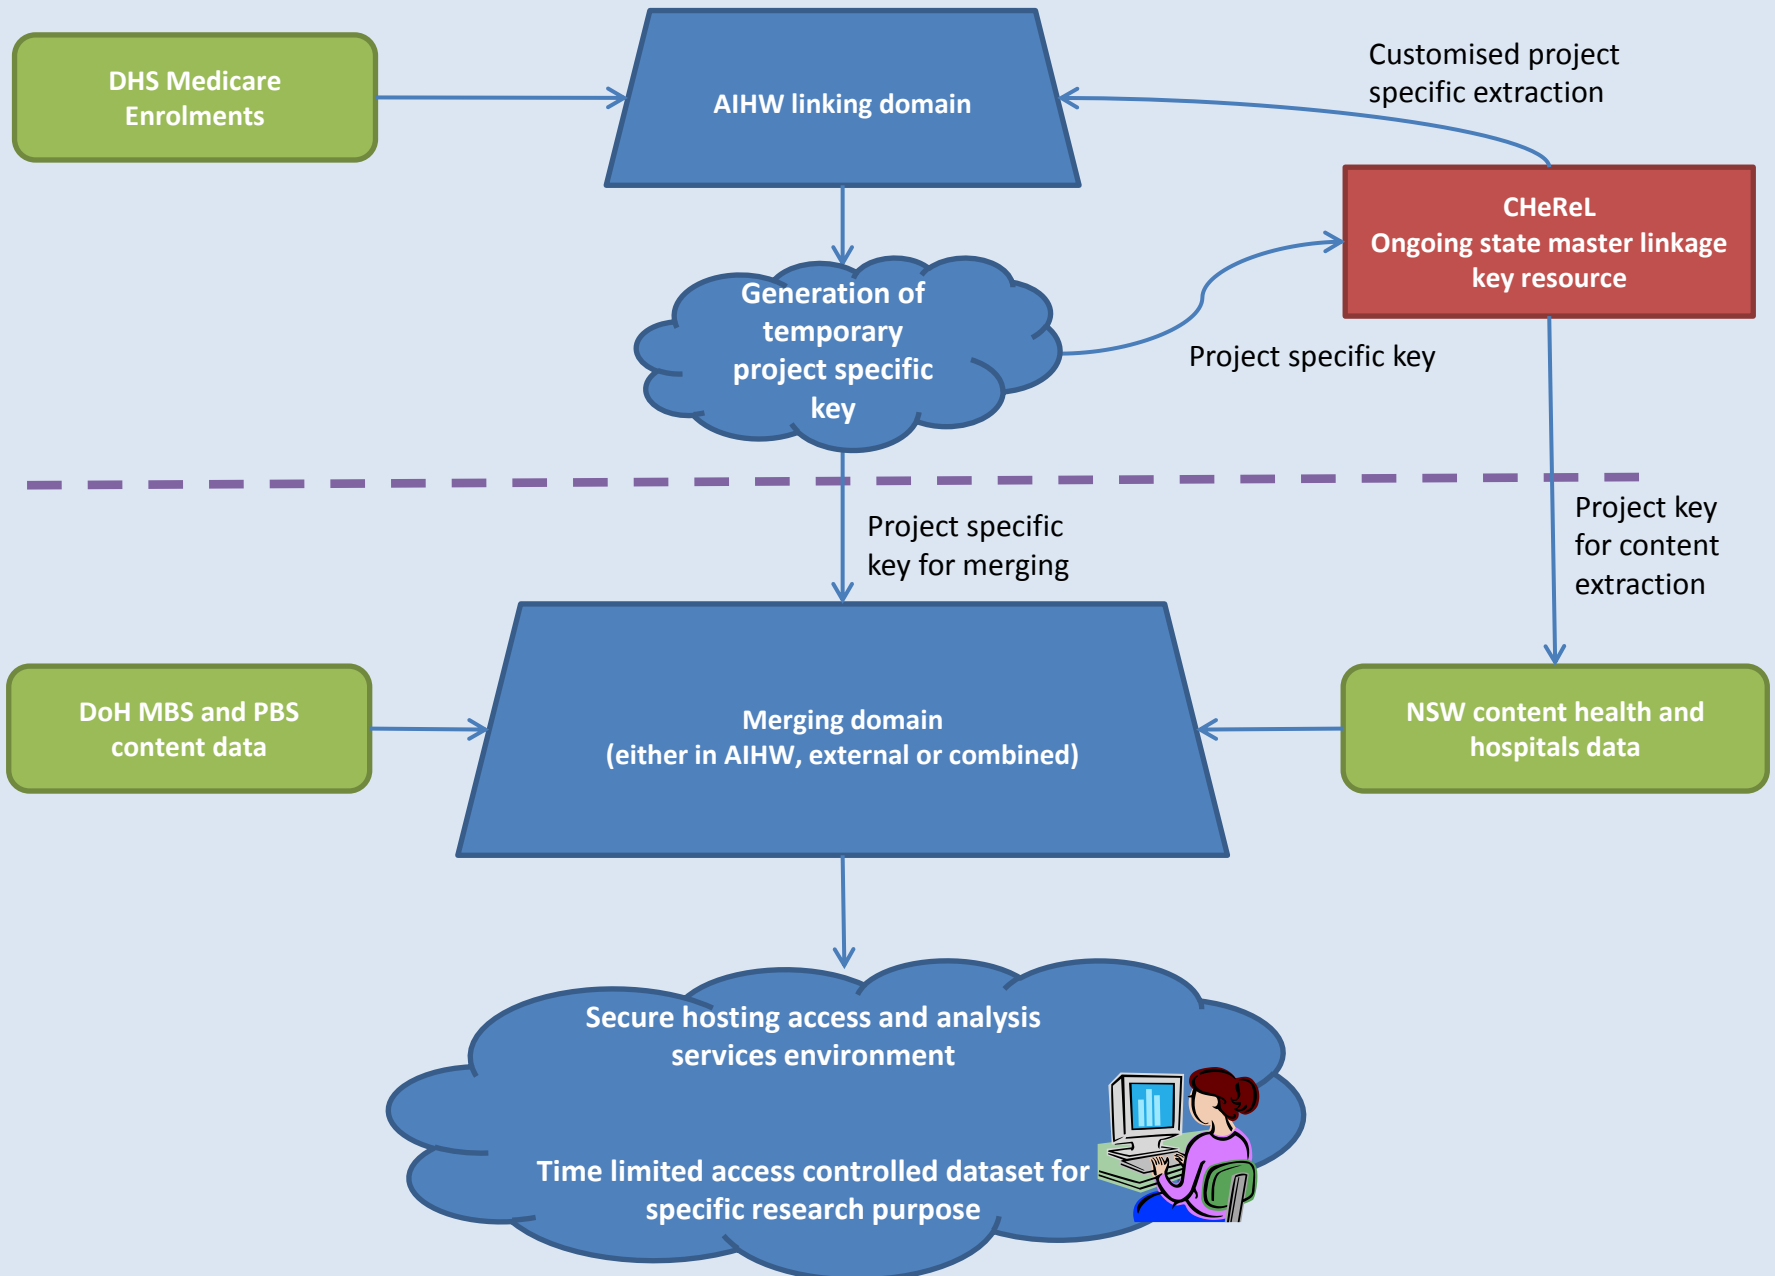 DHS Medicare
Enrolments
AIHW linking domain
Customised project
specific extraction
CHeReL
Ongoing state master linkage
key resource
Generation of
temporary
project specific
key
Project specific key
Project specific
key for merging
Project key
for content
extraction
DoH MBS and PBS
content data
Merging domain
(either in AIHW, external or combined)
NSW content health and
hospitals data
Secure hosting access and analysis
services environment
Time limited access controlled dataset for
specific research purpose